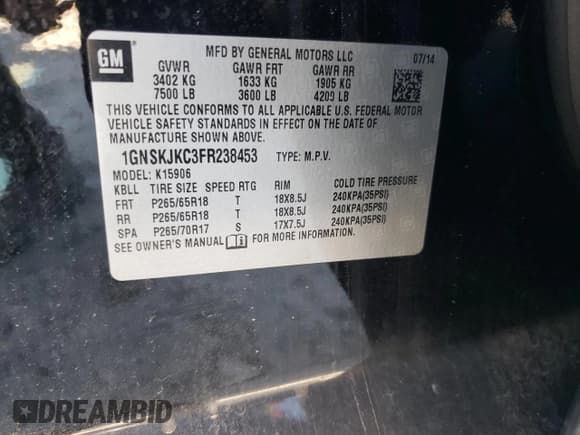 GM
MFD BY GENERAL MOTORS LLC
07/14
GVWR GAWR FRT GAWR RR
3402 KG 1633 KG 1905 KG
7500 LB 3600 LB 4200 LB
THIS VEHICLE CONFORMS TO ALL APPLICABLE U.S. FEDERAL MOTOR
VEHICLE SAFETY STANDARDS IN EFFECT ON THE DATE OF
MANUFACTURE SHOWN ABOVE.
1GNSKJKC3FR238453 TYPE: M.P.V.
MODEL: K15906
KBLL TIRE SIZE SPEED RTG RIM COLD TIRE PRESSURE
FRT P265/65R18 T 18X8.5J 240KPA(35PSI)
RR P265/65R18 T 18X8.5J 240KPA(35PSI)
SPA P265/70R17 S 17X7.5J 240KPA(35PSI)
SEE OWNER'S MANUAL FOR MORE INFORMATION.
DREAMBID